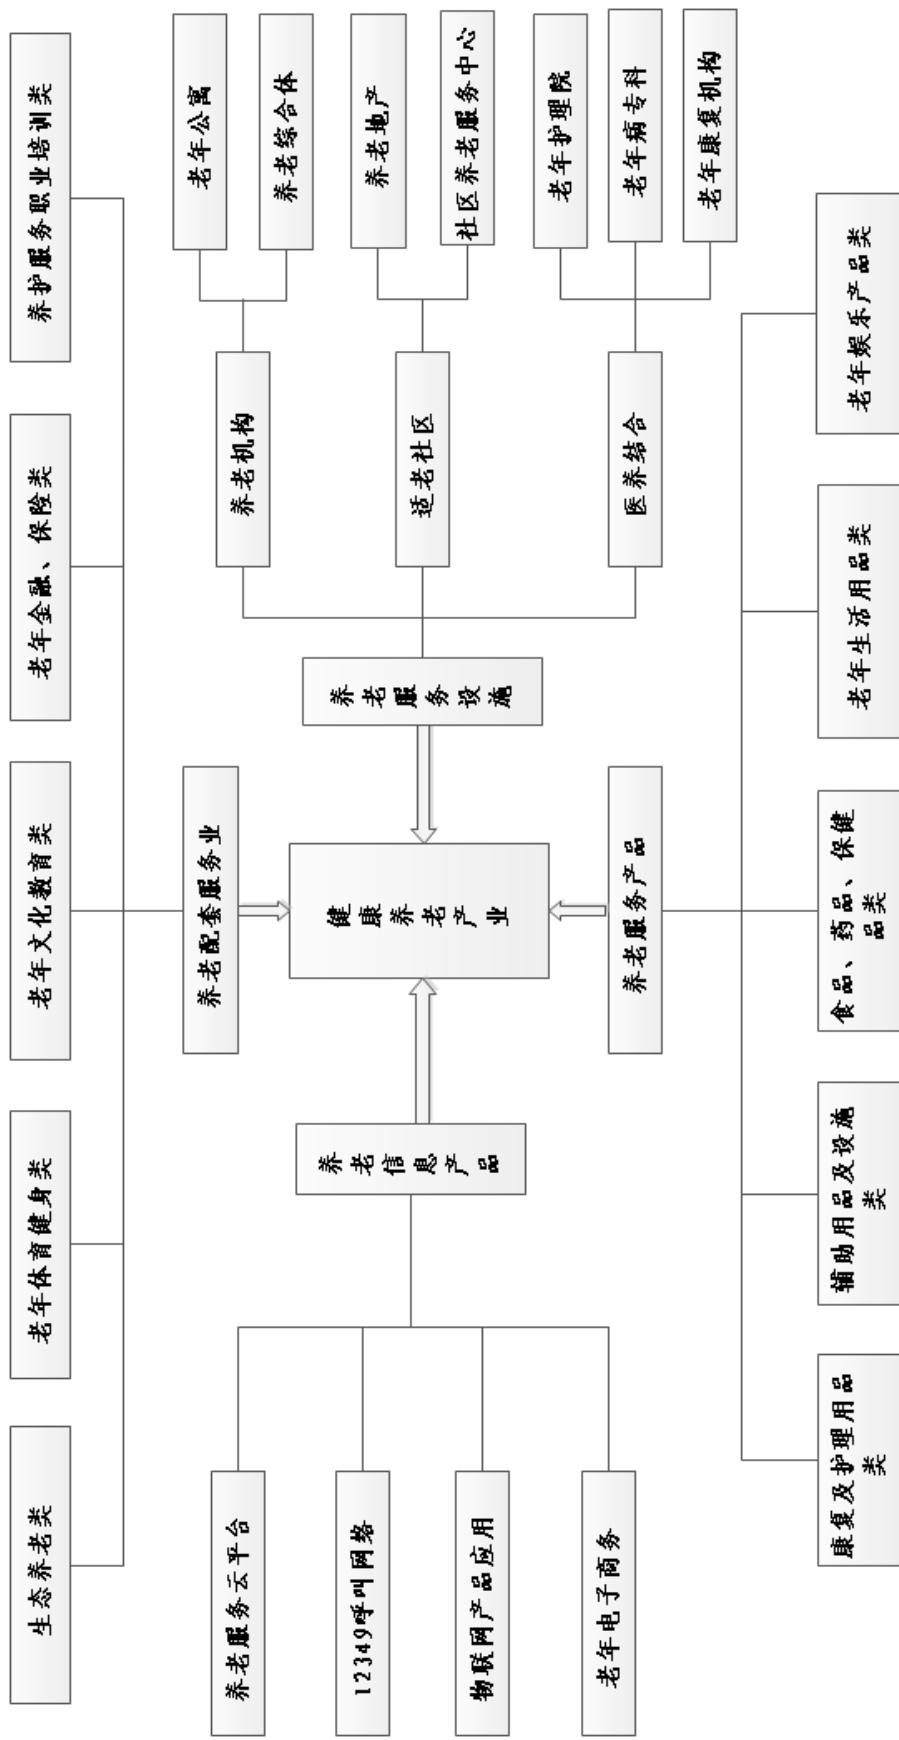 生态养老类
老年体育健身类
老年文化教育类
老年金融、保险类
养护服务职业培训类
养老服务云平台
12349呼叫网络
物联网产品应用
老年电子商务
养老信息产品
养老配套服务业
健康养老产业
养老服务产品
养老服务设施
养老机构
适老社区
医养结合
老年公寓
养老综合体
养老地产
社区养老服务中心
老年护理院
老年病专科
老年康复机构
康复及护理用品
类
辅助用品及设施
类
食品、药品、保健
品类
老年生活用品类
老年娱乐产品类